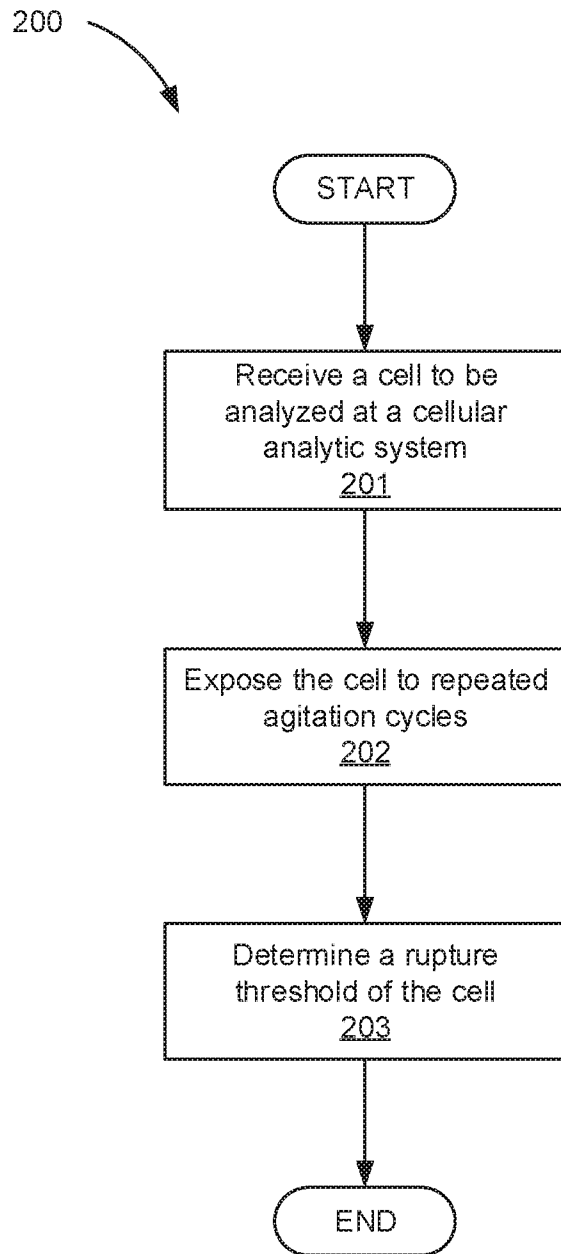 200
START
Receive a cell to be
analyzed at a cellular
analytic system
201
Expose the cell to repeated
agitation cycles
202
Determine a rupture
threshold of the cell
203
END